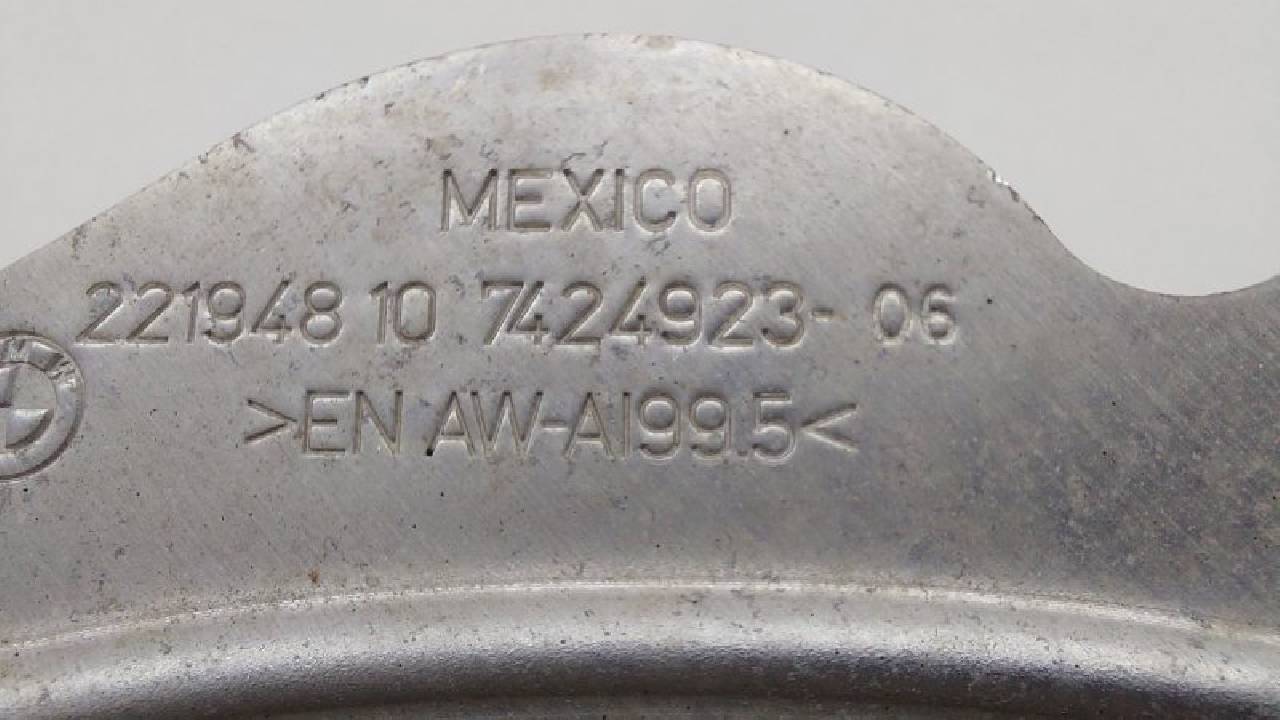 MEXICO
221948 10 7424923- 06
>EN AW-Al99.5<